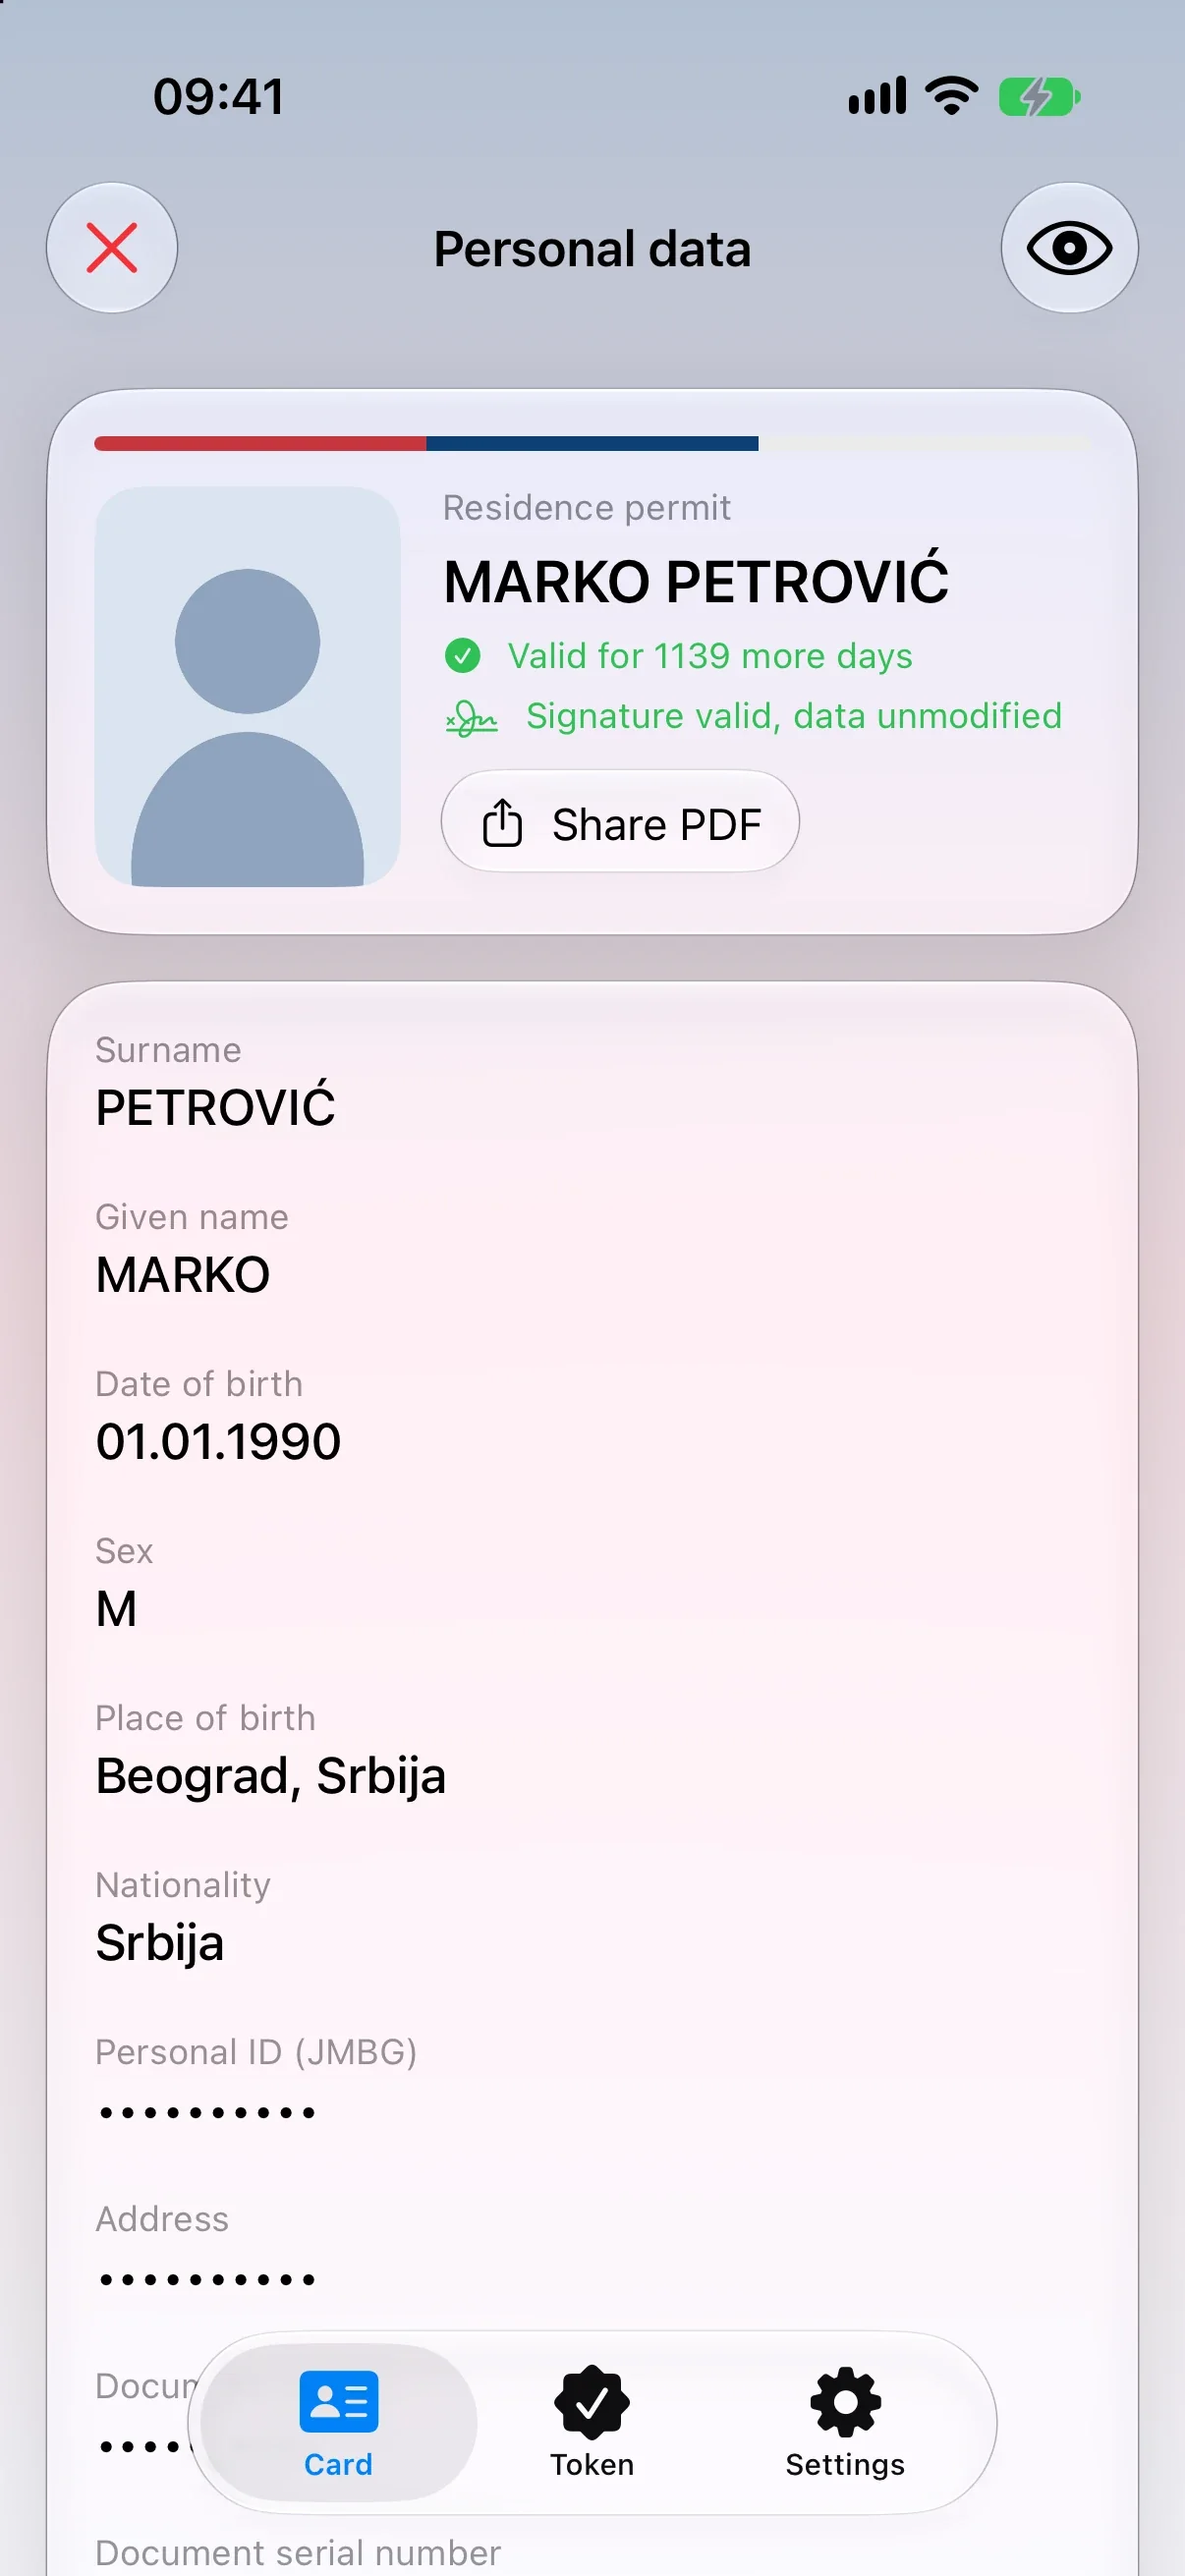 09:41
Personal data
Residence permit
MARKO PETROVIĆ
Valid for 1139 more days
Signature valid, data unmodified
Share PDF
Surname
PETROVIĆ
Given name
MARKO
Date of birth
01.01.1990
Sex
M
Place of birth
Beograd, Srbija
Nationality
Srbija
Personal ID (JMBG)
••••••••••
Address
••••••••••
Card
Token
Settings
Document serial number